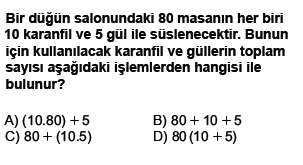 Bir düğün salonundaki 80 masanın her biri
10 karanfil ve 5 gül ile süslenecektir. Bunun
için kullanılacak karanfil ve güllerin toplam
sayısı aşağıdaki işlemlerden hangisi ile
bulunur?
A) (10.80) + 5 B) 80 + 10 + 5
C) 80 + (10.5) D) 80 (10 + 5)